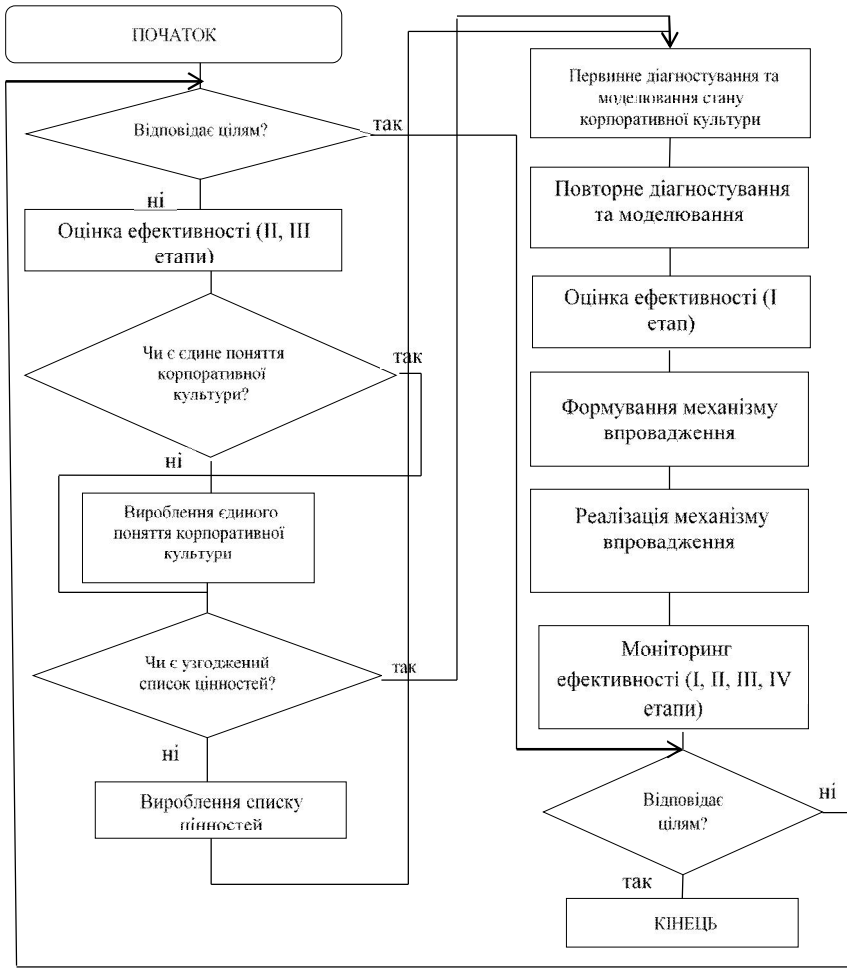 ПОЧАТОК
Відповідає цілям?
так
ні
Оцінка ефективності (II, III
етапи)
Чи є єдине поняття
корпоративної
культури?
так
ні
Вироблення єдиного
поняття корпоративної
культури
Чи є узгоджений
список цінностей?
так
ні
Вироблення списку
цінностей
Первинне діагностування та
моделювання стану
корпоративної культури
Повторне діагностування
та моделювання
Оцінка ефективності (I
етап)
Формування механізму
впровадження
Реалізація механізму
впровадження
Моніторинг
ефективності (I, II, III, IV
етапи)
Відповідає
цілям?
ні
так
КІНЕЦЬ